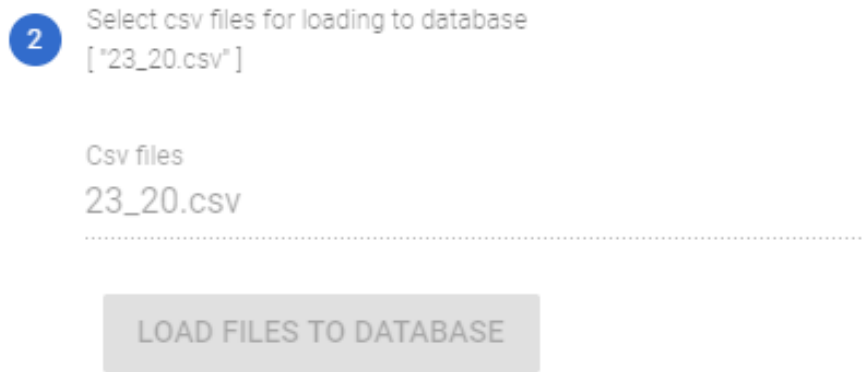 2
Select csv files for loading to database
[ "23_20.csv" ]
Csv files
23_20.csv
LOAD FILES TO DATABASE